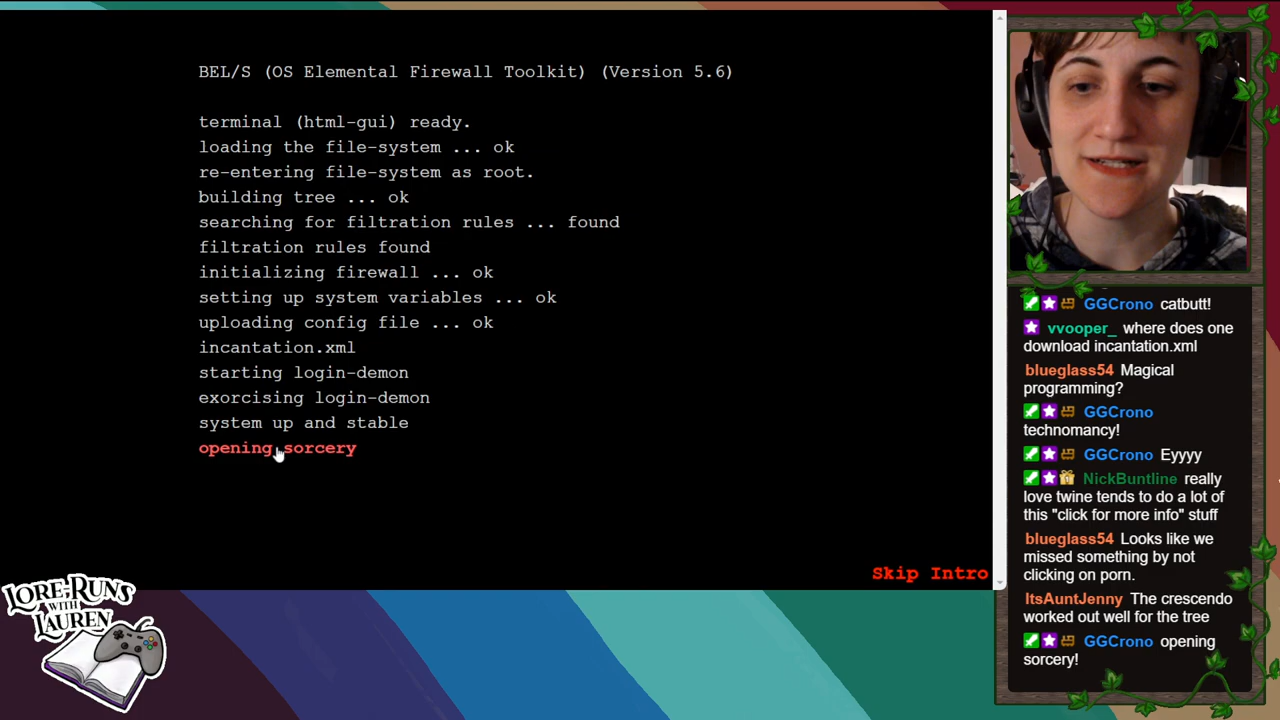 BEL/S (OS Elemental Firewall Toolkit) (Version 5.6)
terminal (html-gui) ready.
loading the file-system ... ok
re-entering file-system as root.
building tree ... ok
searching for filtration rules ... found
filtration rules found
initializing firewall ... ok
setting up system variables ... ok
uploading config file ... ok
incantation.xml
starting login-demon
exorcising login-demon
system up and stable
opening sorcery
Skip Intro
LORE-RUNS
WITH
LAUREN
GGCrono catbutt!
vvooper_ where does one
download incantation.xml
blueglass54 Magical
programming?
GGCrono
technomancy!
GGCrono Eyyyy
NickBuntline really
love twine tends to do a lot of
this "click for more info" stuff
blueglass54 Looks like we
missed something by not
clicking on porn.
ItsAuntJenny The crescendo
worked out well for the tree
GGCrono opening
sorcery!